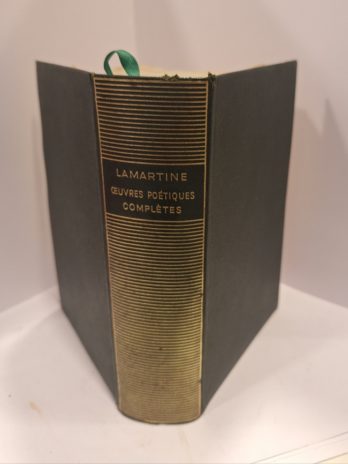 LAMARTINE
ŒUVRES POÉTIQUES
COMPLÈTES